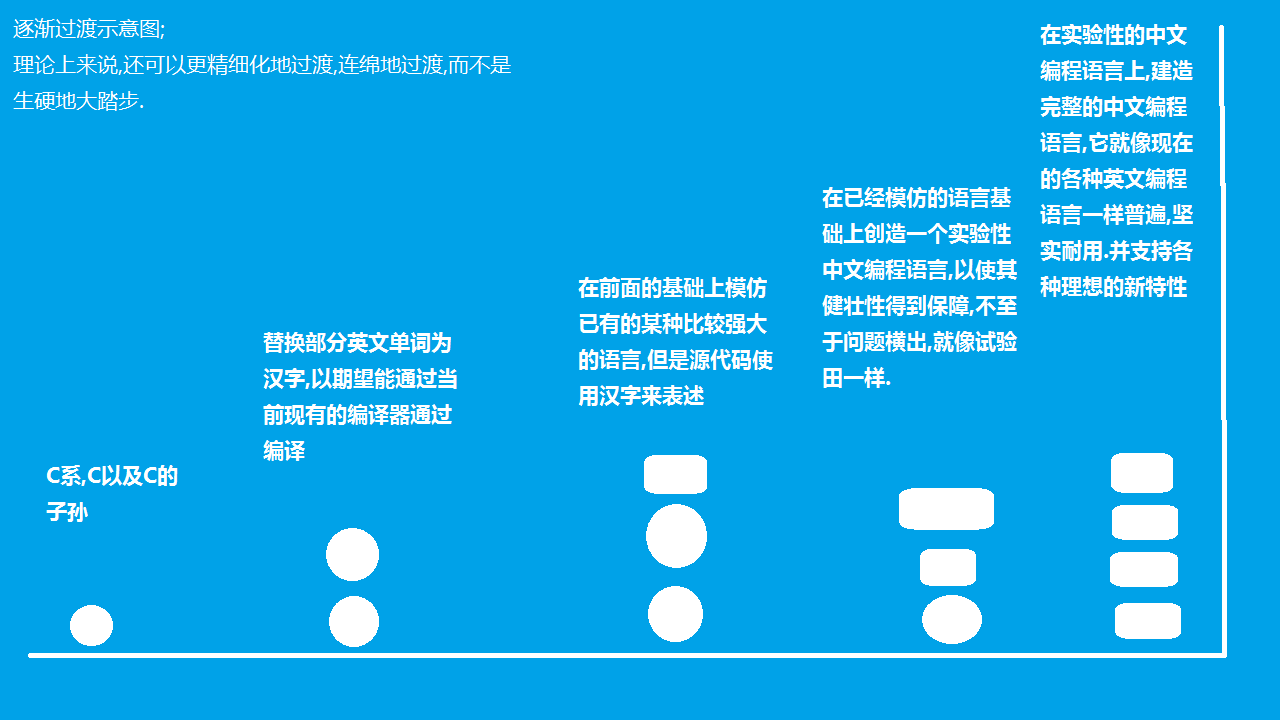 逐渐过渡示意图;
理论上来说,还可以更精细化地过渡,连绵地过渡,而不是
生硬地大踏步.
C系,C以及C的
子孙
替换部分英文单词为
汉字,以期望能通过当
前现有的编译器通过
编译
在前面的基础上模仿
已有的某种比较强大
的语言,但是源代码使
用汉字来表述
在已经模仿的语言基
础上创造一个实验性
中文编程语言,以使其
健壮性得到保障,不至
于问题横出,就像试验
田一样.
在实验性的中文
编程语言上,建造
完整的中文编程
语言,它就像现在
的各种英文编程
语言一样普遍,坚
实耐用.并支持各
种理想的新特性